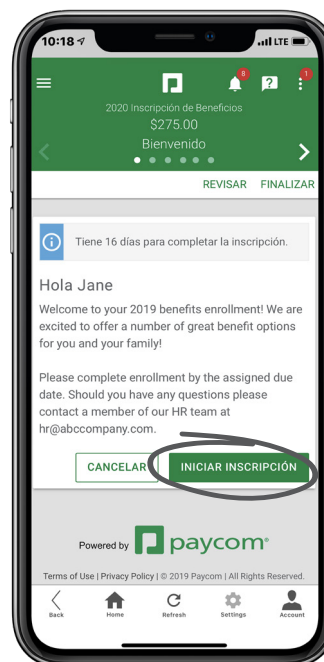 10:18
LTE
8
?
1
2020 Inscripción de Beneficios
$275.00
Bienvenido
REVISAR FINALIZAR
Tiene 16 días para completar la inscripción.
Hola Jane
Welcome to your 2019 benefits enrollment! We are
excited to offer a number of great benefit options
for you and your family!
Please complete enrollment by the assigned due
date. Should you have any questions please
contact a member of our HR team at
hr@abccompany.com.
CANCELAR INICIAR INSCRIPCIÓN
Powered by paycom®
Terms of Use | Privacy Policy | © 2019 Paycom | All Rights Reserved.
Back Home Refresh Settings Account